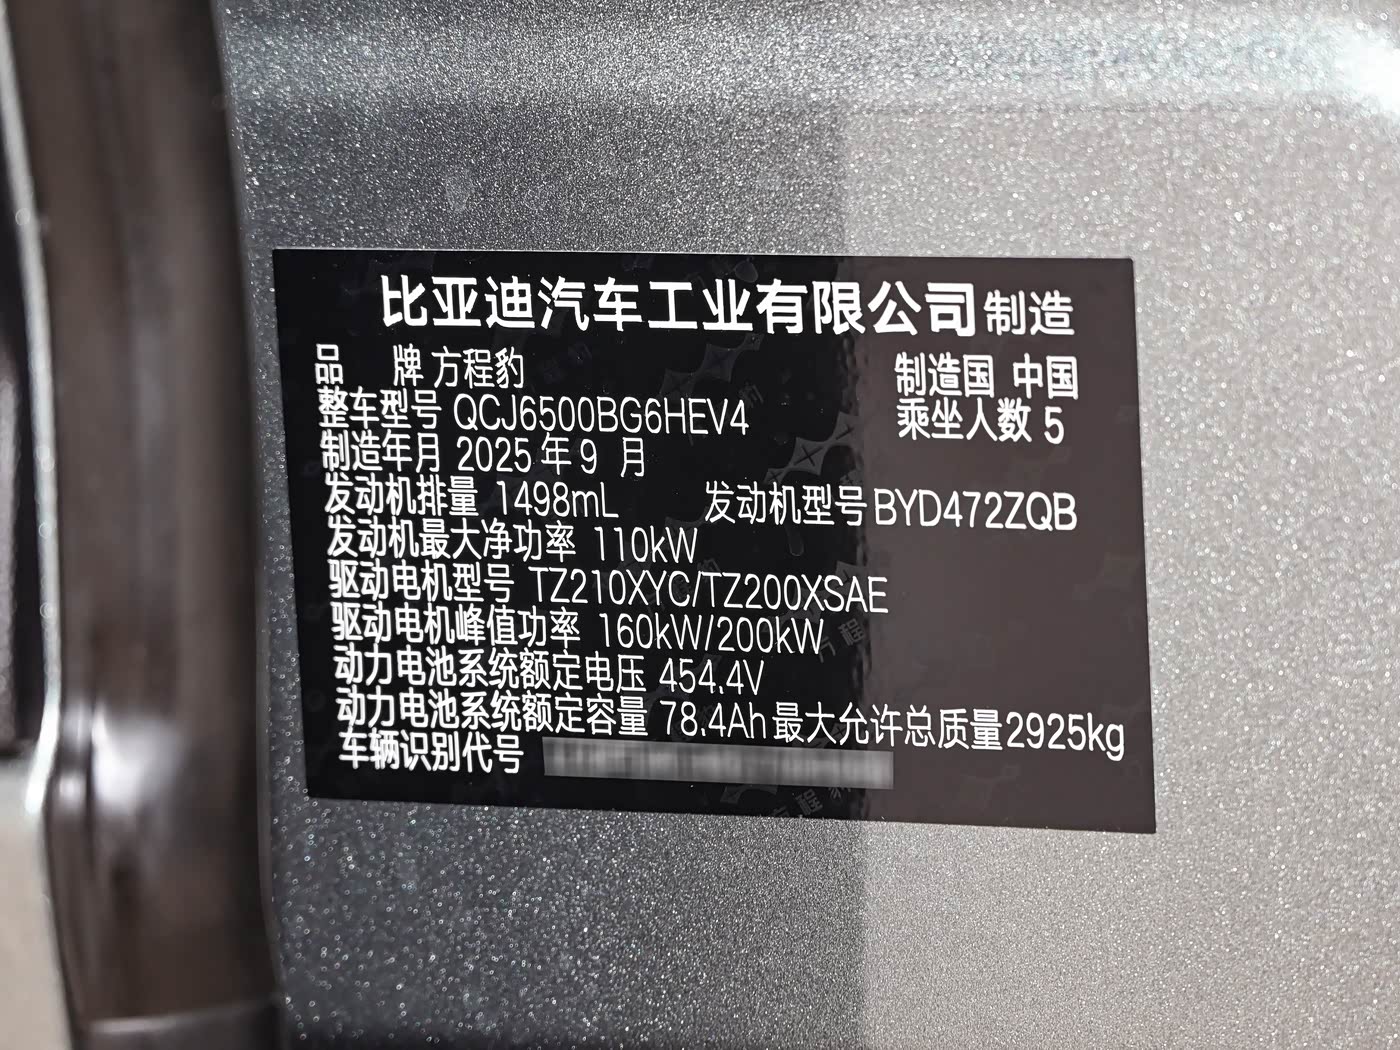 比亚迪汽车工业有限公司制造
品 牌 方程豹 制造国 中国
整车型号 QCJ6500BG6HEV4 乘坐人数 5
制造年月 2025 年 9 月
发动机排量 1498mL 发动机型号 BYD472ZQB
发动机最大净功率 110kW
驱动电机型号 TZ210XYC/TZ200XSAE
驱动电机峰值功率 160kW/200kW
动力电池系统额定电压 454.4V
动力电池系统额定容量 78.4Ah 最大允许总质量 2925kg
车辆识别代号